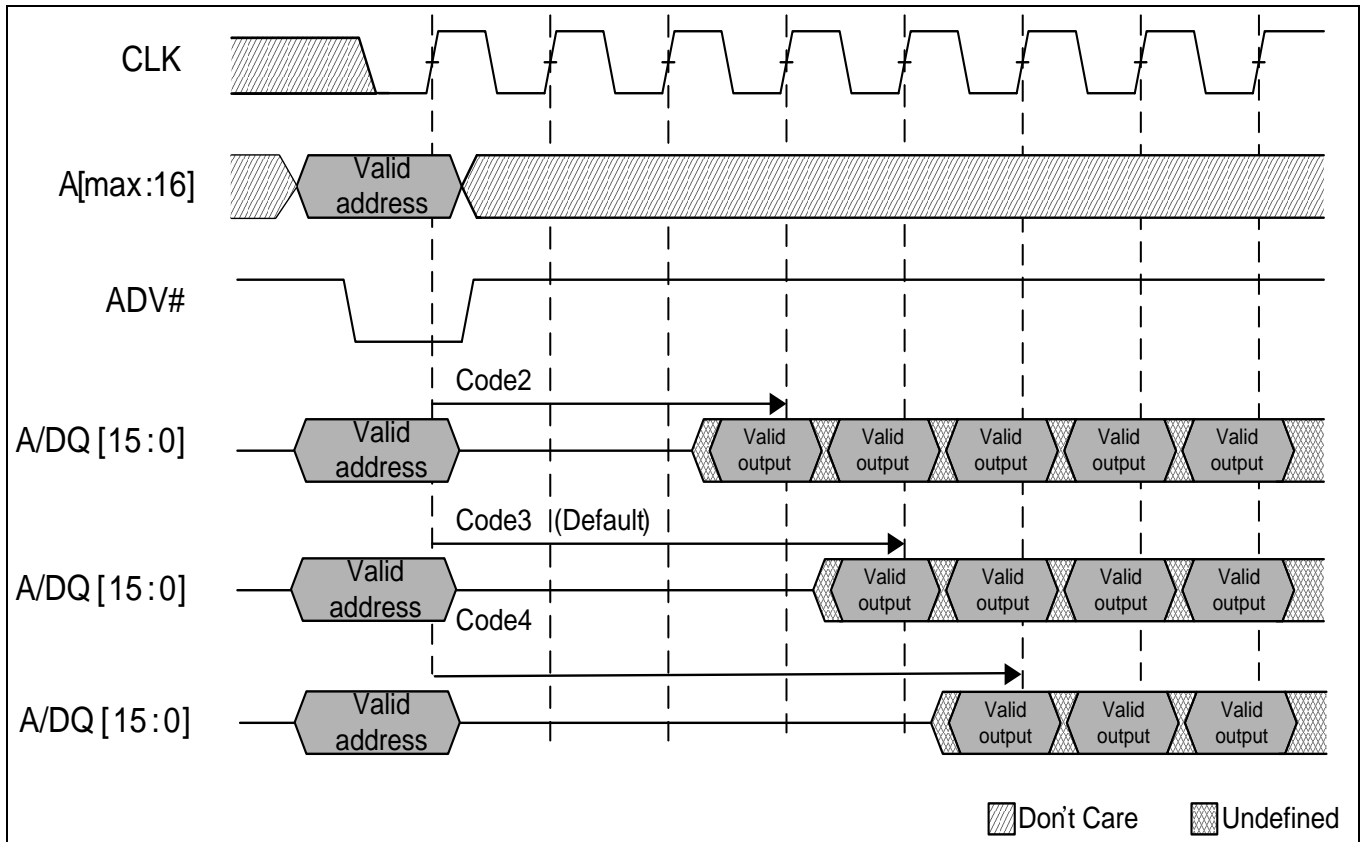 CLK
A[max:16]
Valid
address
ADV#
Code2
A/DQ[15:0]
Valid
address
Valid
output
Valid
output
Valid
output
Valid
output
Valid
output
Code3 (Default)
A/DQ[15:0]
Valid
address
Valid
output
Valid
output
Valid
output
Valid
output
Code4
A/DQ[15:0]
Valid
address
Valid
output
Valid
output
Valid
output
Don't Care
Undefined